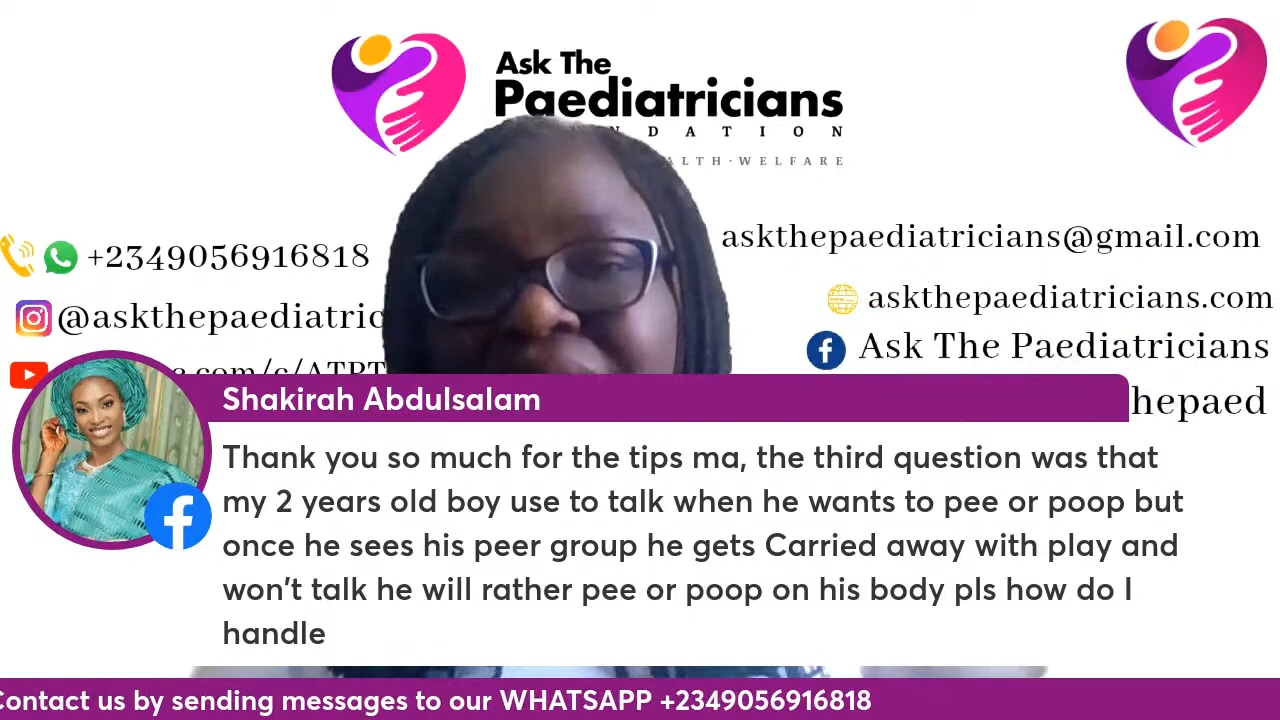 Ask The
Paediatricians
N D A T I O N
ALTH·WELFARE
+2349056916818
askthepaediatricians@gmail.com
@askthepaediatric
askthepaediatricians.com
Ask The Paediatricians
e.com/c/ATPT
hepaed
Shakirah Abdulsalam
Thank you so much for the tips ma, the third question was that
my 2 years old boy use to talk when he wants to pee or poop but
once he sees his peer group he gets Carried away with play and
won't talk he will rather pee or poop on his body pls how do I
handle
Contact us by sending messages to our WHATSAPP +2349056916818